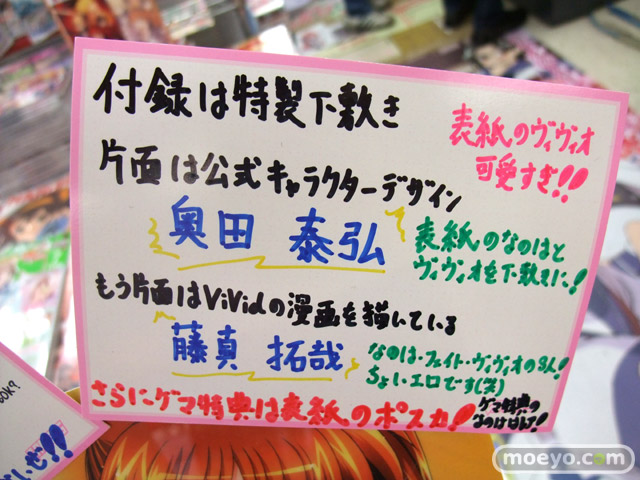 付録は特製下敷き
表紙のヴィヴィオ
可愛すぎ!!
片面は公式キャラクターデザイン
奥田 泰弘
表紙のなのはと
ヴィヴィオを下敷きに!
もう片面はViVidの漫画を描いている
藤真 拓哉
なのは・フェイト・ヴィヴィオの3人!
ちょいエロです(笑)
さらにゲマ特典は表紙のポスカ!
ゲマ特典の
なのは
ぜ!!
moeyo.com